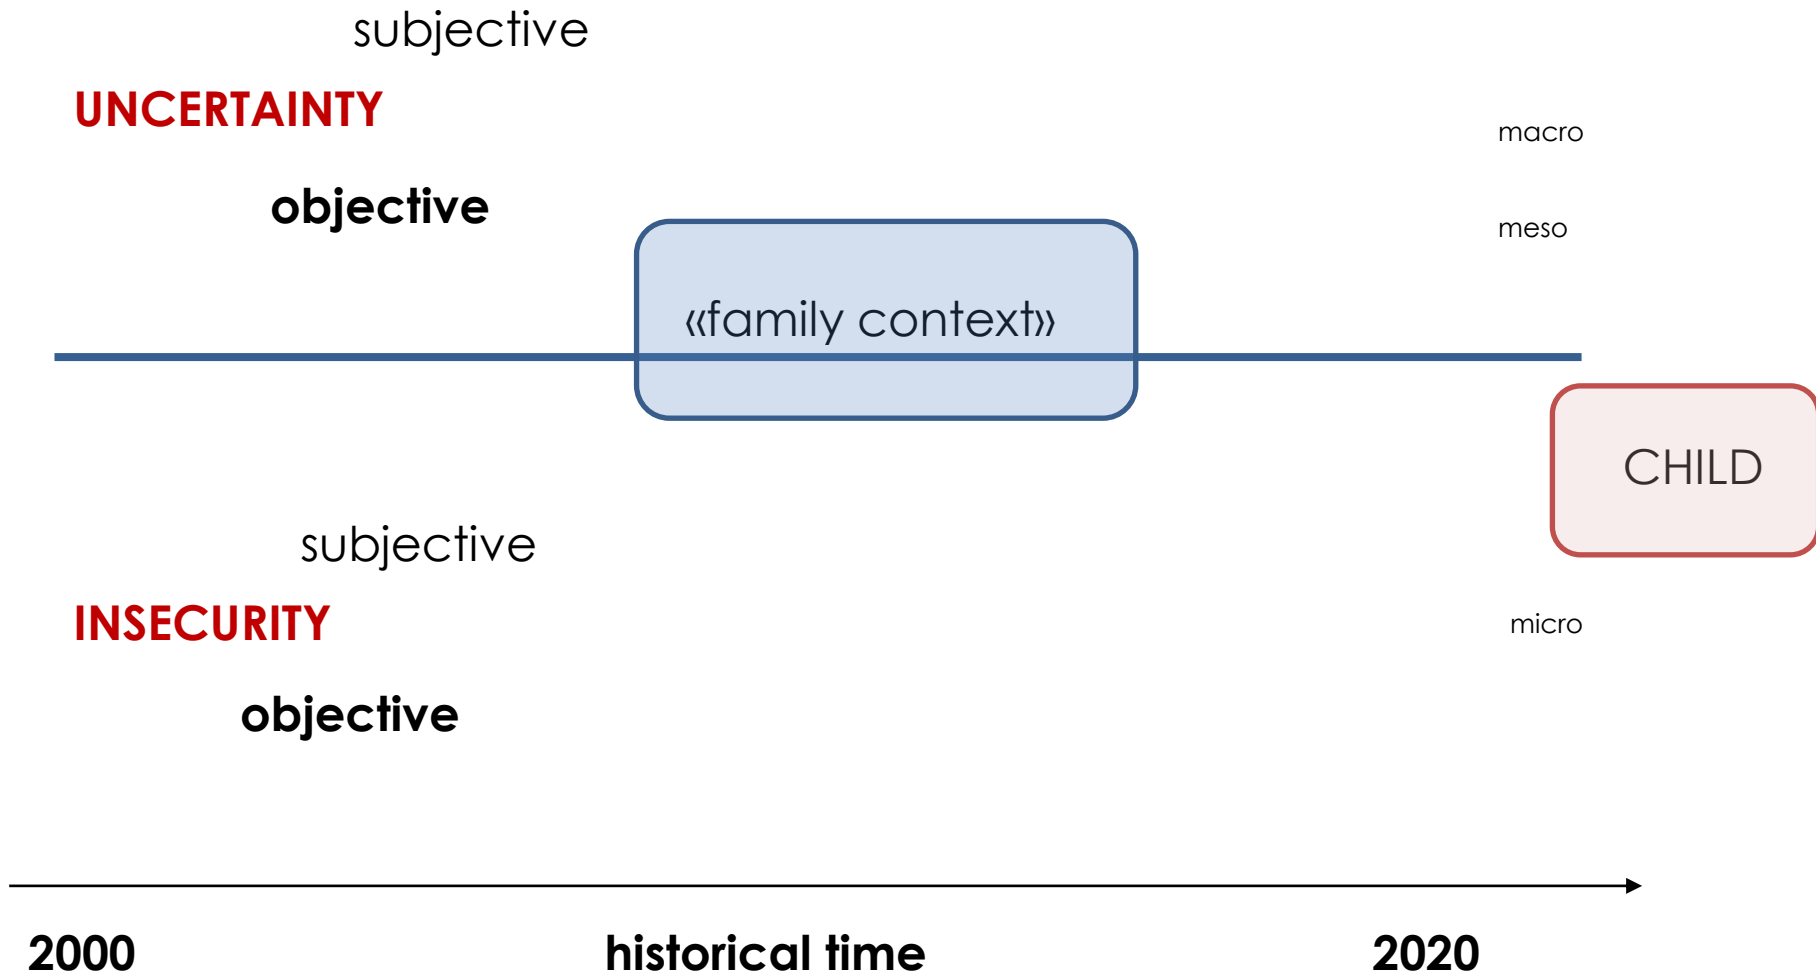 subjective
UNCERTAINTY
macro
objective
meso
«family context»
CHILD
subjective
INSECURITY
micro
objective
2000 historical time 2020